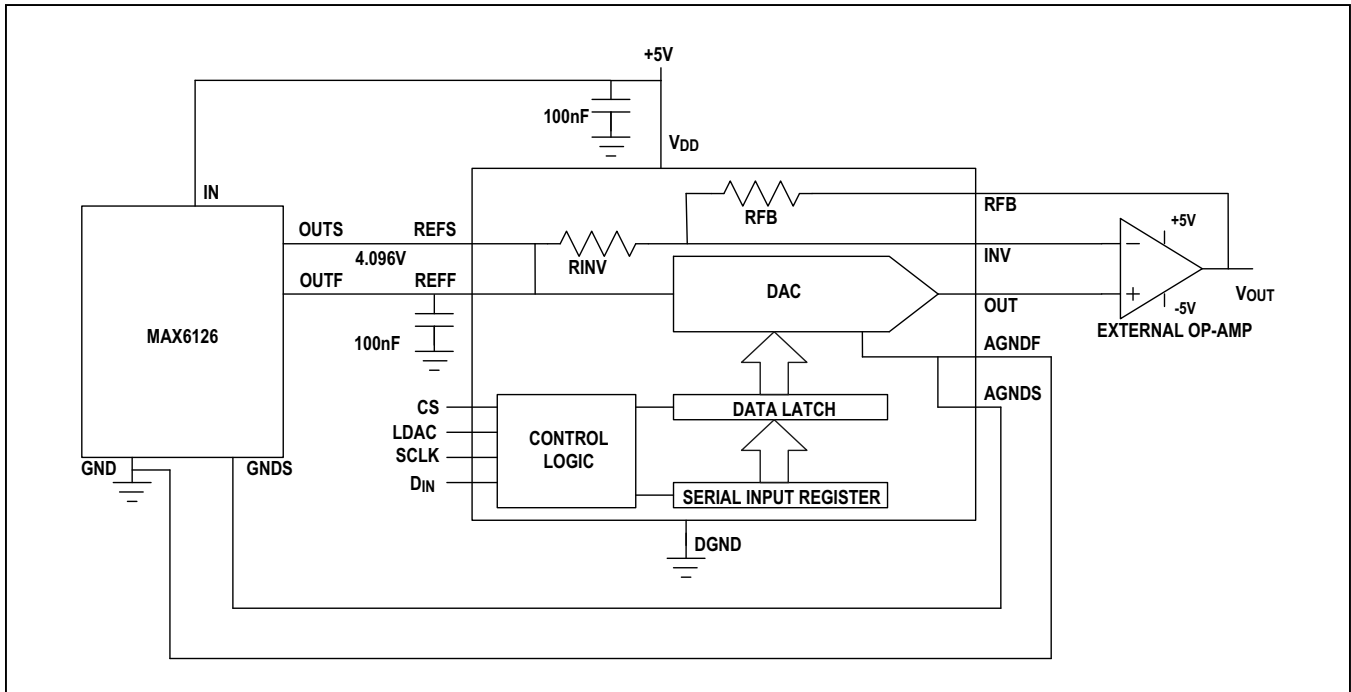 +5V
100nF
VDD
IN
RFB
RFB
OUTS
REFS
+5V
4.096V
RINV
INV
OUTF
REFF
DAC
OUT
VOUT
-5V
MAX6126
100nF
EXTERNAL OP-AMP
AGNDF
AGNDS
CS
DATA LATCH
LDAC
CONTROL
LOGIC
SCLK
GND
GNDS
DIN
SERIAL INPUT REGISTER
DGND